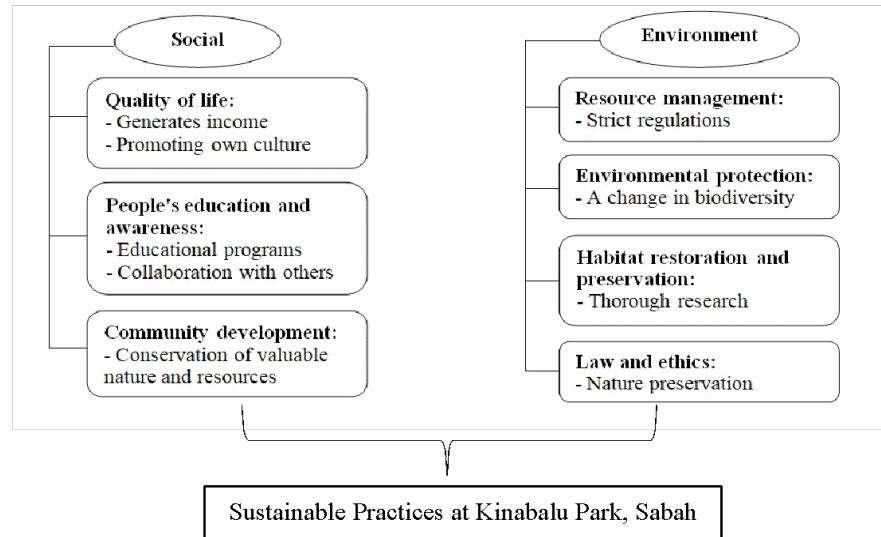 Social
Quality of life:
- Generates income
- Promoting own culture
People's education and
awareness:
- Educational programs
- Collaboration with others
Community development:
- Conservation of valuable
nature and resources
Environment
Resource management:
- Strict regulations
Environmental protection:
- A change in biodiversity
Habitat restoration and
preservation:
- Thorough research
Law and ethics:
- Nature preservation
Sustainable Practices at Kinabalu Park, Sabah